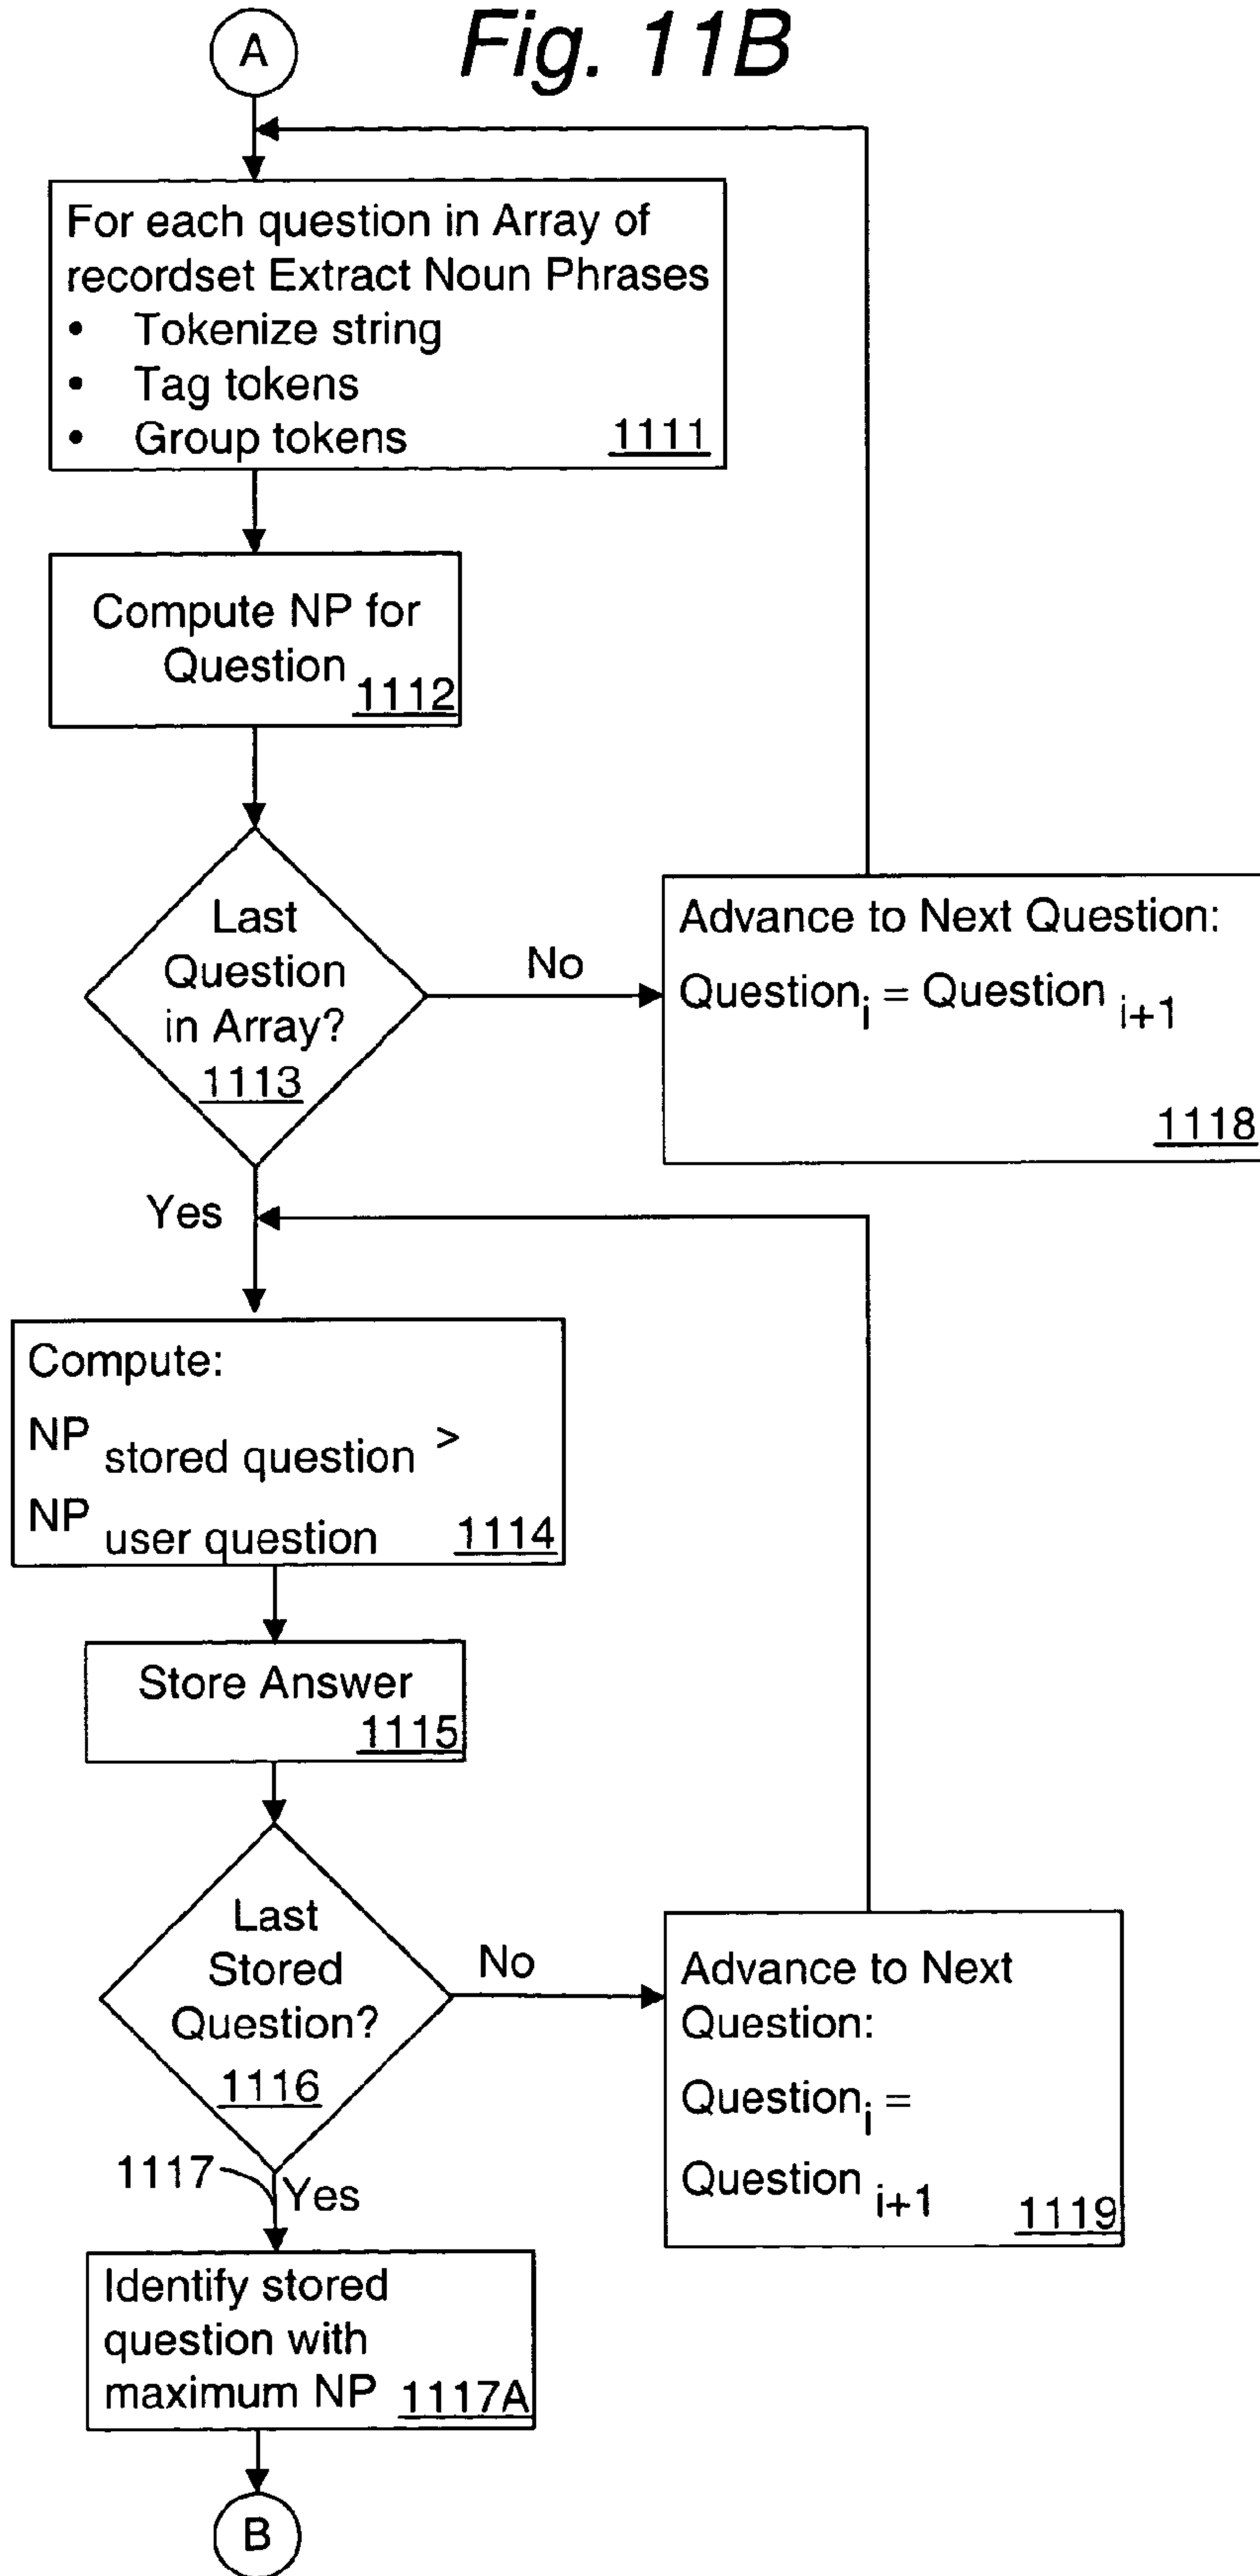 Fig. 11B
A
For each question in Array of
recordset Extract Noun Phrases
• Tokenize string
• Tag tokens
• Group tokens 1111
Compute NP for
Question 1112
Last
Question
in Array?
1113
No
Advance to Next Question:
Question i = Question i+1
1118
Yes
Compute:
NP stored question >
NP user question 1114
Store Answer
1115
Last
Stored
Question?
1116
No
Advance to Next
Question:
Question i =
Question i+1 1119
1117 Yes
Identify stored
question with
maximum NP 1117A
B